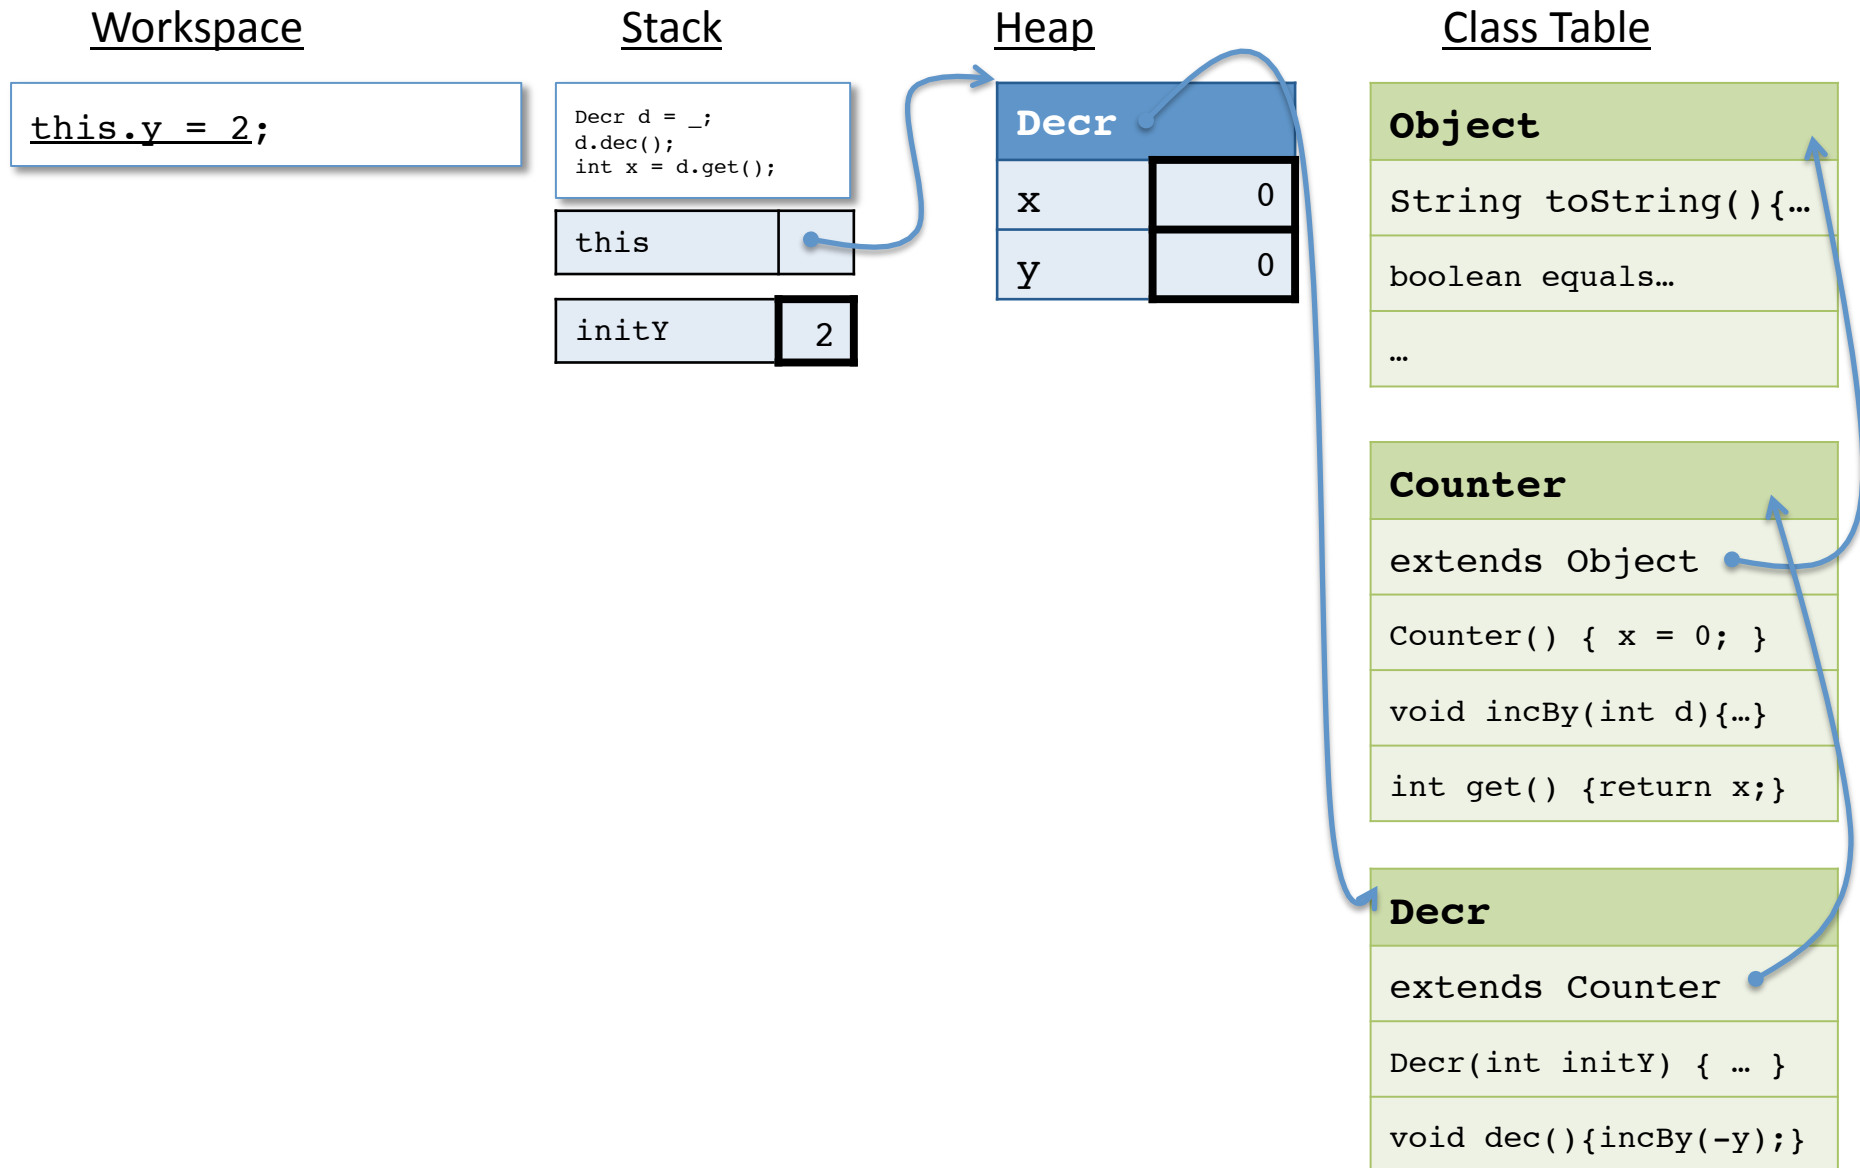 Workspace
this.y = 2;
Stack
Decr d = _;
d.dec();
int x = d.get();
this
initY 2
Heap
Decr
x 0
y 0
Class Table
Object
String toString(){…
boolean equals…
…
Counter
extends Object
Counter() { x = 0; }
void incBy(int d){…}
int get() {return x;}
Decr
extends Counter
Decr(int initY) { … }
void dec(){incBy(-y);}